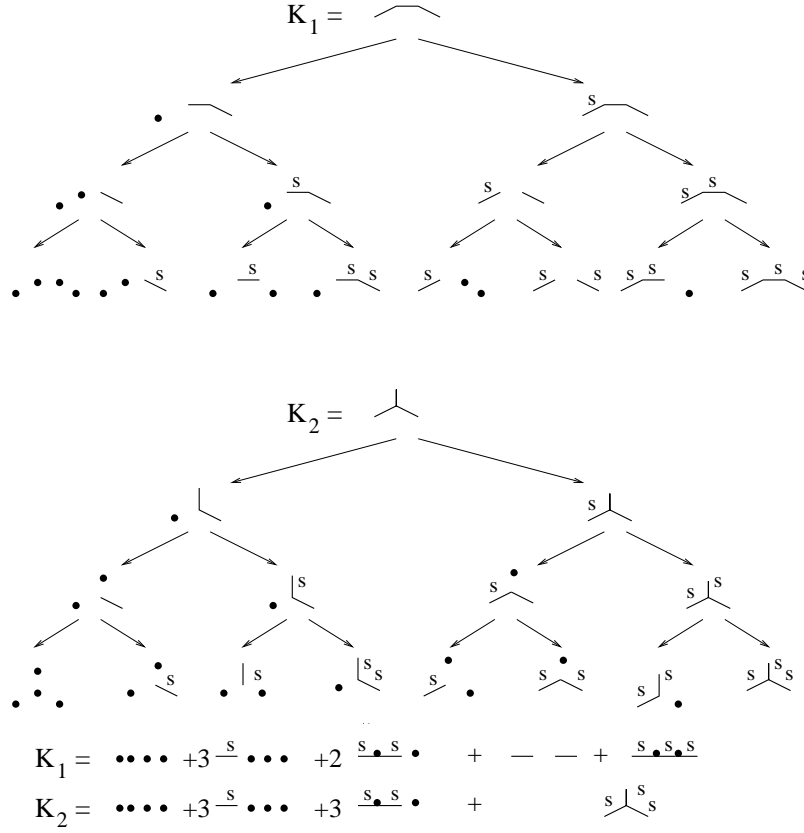 K₁ =
s
s s s s
s s s s s s s s s s s s
K₂ =
s
s s s s
s s s s s s s s s s s s
K₁ = +3 s +2 s s + + s s s
K₂ = +3 s +3 s s + s s s